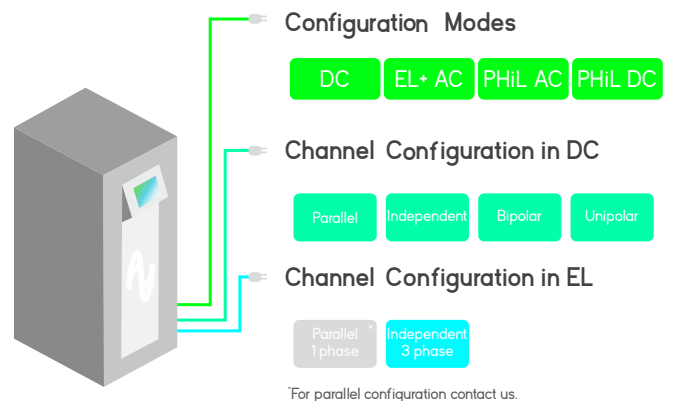 Configuration Modes
DC EL+ AC PHiL AC PHiL DC
Channel Configuration in DC
Parallel Independent Bipolar Unipolar
Channel Configuration in EL
Parallel * Independent
1 phase 3 phase
*For parallel configuration contact us.